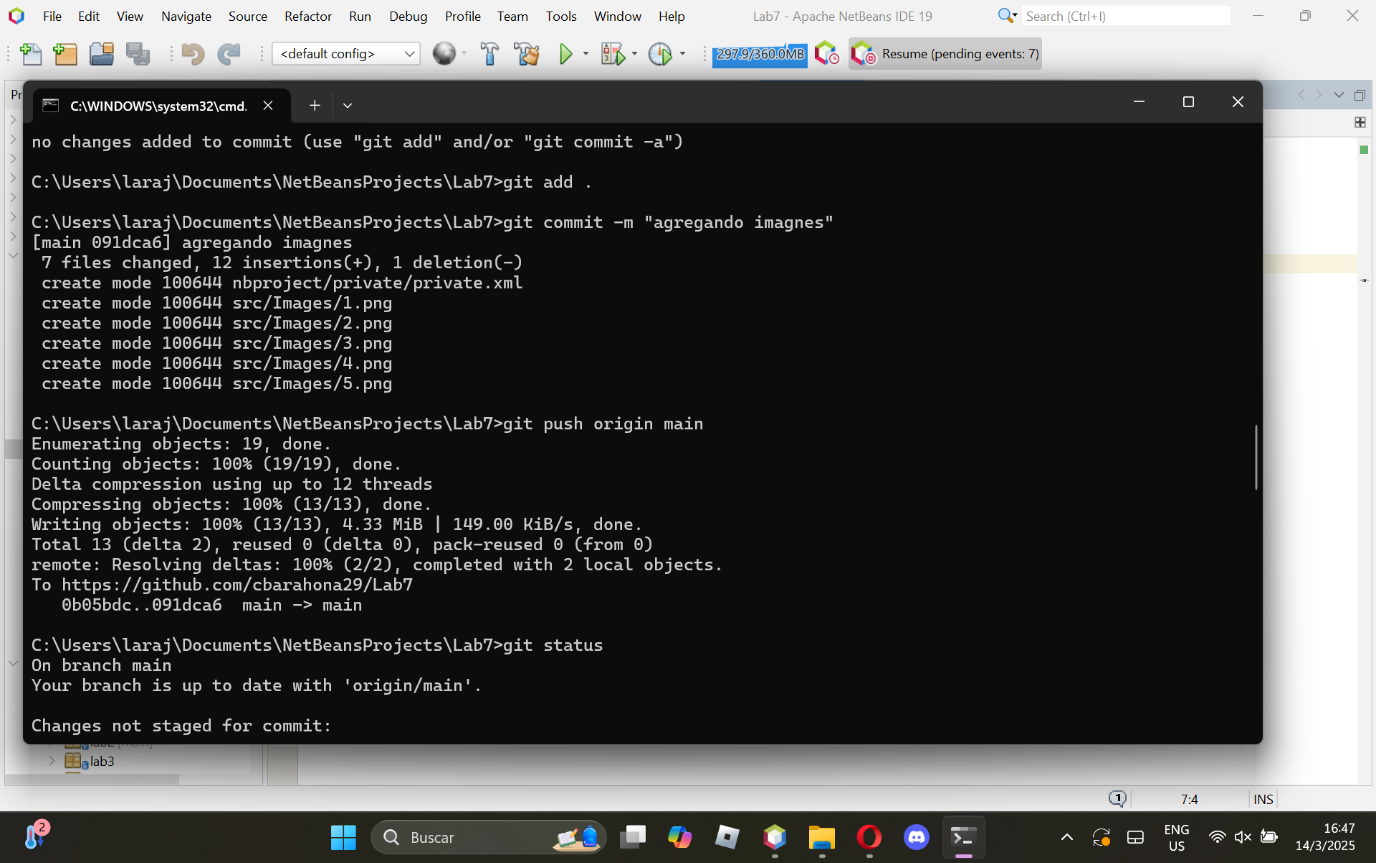 File Edit View Navigate Source Refactor Run Debug Profile Team Tools Window Help
Lab7 - Apache NetBeans IDE 19
Search (Ctrl+I)
<default config>
297.9/360.0MB
Resume (pending events: 7)
Pr
C:\WINDOWS\system32\cmd.
no changes added to commit (use "git add" and/or "git commit -a")
C:\Users\laraj\Documents\NetBeansProjects\Lab7>git add .
C:\Users\laraj\Documents\NetBeansProjects\Lab7>git commit -m "agregando imagnes"
[main 091dca6] agregando imagnes
7 files changed, 12 insertions(+), 1 deletion(-)
create mode 100644 nbproject/private/private.xml
create mode 100644 src/Images/1.png
create mode 100644 src/Images/2.png
create mode 100644 src/Images/3.png
create mode 100644 src/Images/4.png
create mode 100644 src/Images/5.png
C:\Users\laraj\Documents\NetBeansProjects\Lab7>git push origin main
Enumerating objects: 19, done.
Counting objects: 100% (19/19), done.
Delta compression using up to 12 threads
Compressing objects: 100% (13/13), done.
Writing objects: 100% (13/13), 4.33 MiB | 149.00 KiB/s, done.
Total 13 (delta 2), reused 0 (delta 0), pack-reused 0 (from 0)
remote: Resolving deltas: 100% (2/2), completed with 2 local objects.
To https://github.com/cbarahona29/Lab7
0b05bdc..091dca6 main -> main
C:\Users\laraj\Documents\NetBeansProjects\Lab7>git status
On branch main
Your branch is up to date with 'origin/main'.
Changes not staged for commit:
lab3
1
7:4
INS
2
Buscar
ENG
US
16:47
14/3/2025